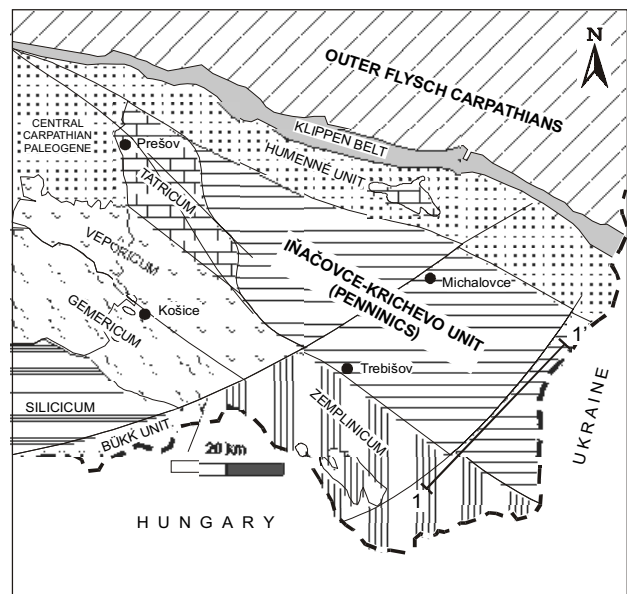 N
OUTER FLYSCH CARPATHIANS
KLIPPEN BELT
HUMENNÉ UNIT
CENTRAL
CARPATHIAN
PALEOGENE
Prešov
TATRICUM
VEPORICUM
IŇAČOVCE-KRICHEVO UNIT
(PENNINICS)
Michalovce
GEMERICUM
Košice
1'
Trebišov
UKRAINE
SILICICUM
ZEMPLINICUM
BÜKK UNIT
20 km
1
HUNGARY